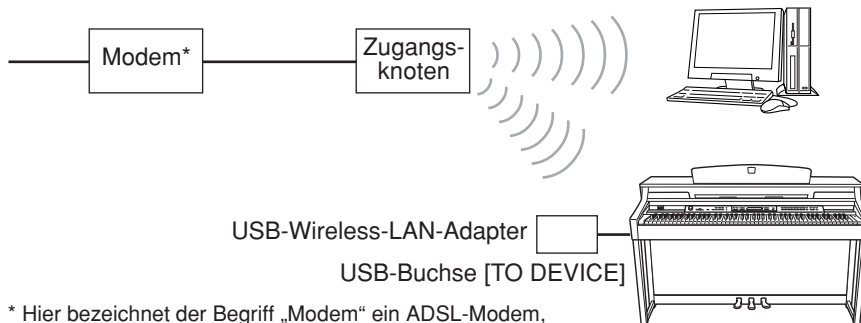 Modem*
Zugangs-
knoten
USB-Wireless-LAN-Adapter
USB-Buchse [TO DEVICE]
* Hier bezeichnet der Begriff „Modem“ ein ADSL-Modem,